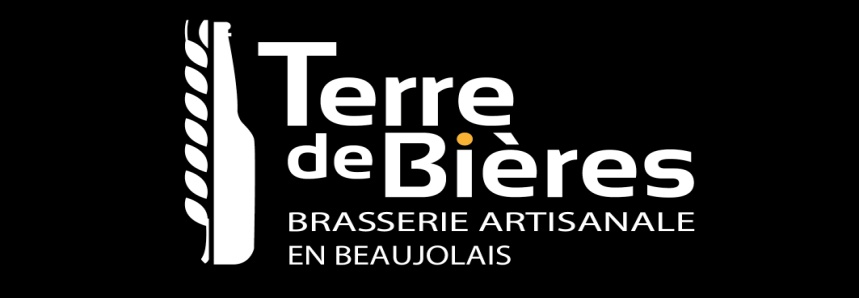 Terre
de Bières
BRASSERIE ARTISANALE
EN BEAUJOLAIS